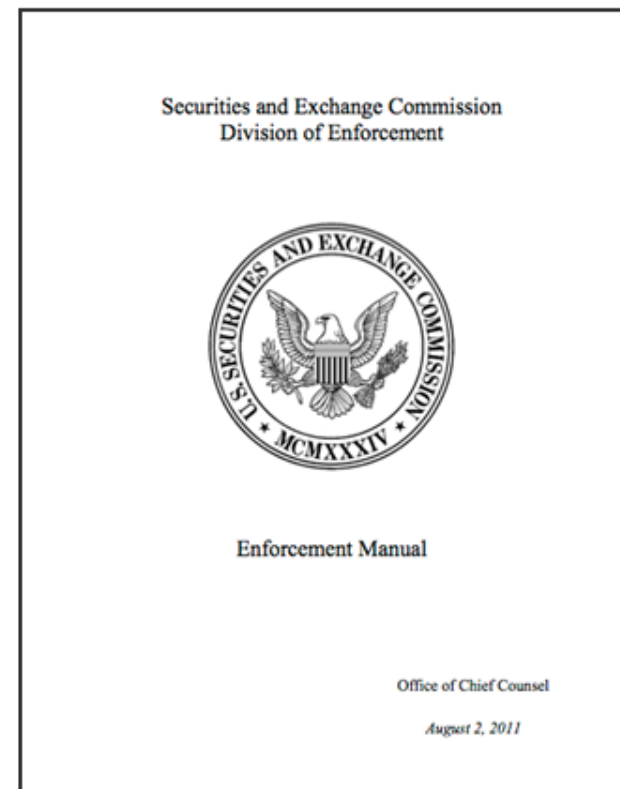 Securities and Exchange Commission
Division of Enforcement
U.S. SECURITIES AND EXCHANGE COMMISSION
★ MCMXXXIV ★
Enforcement Manual
Office of Chief Counsel
August 2, 2011